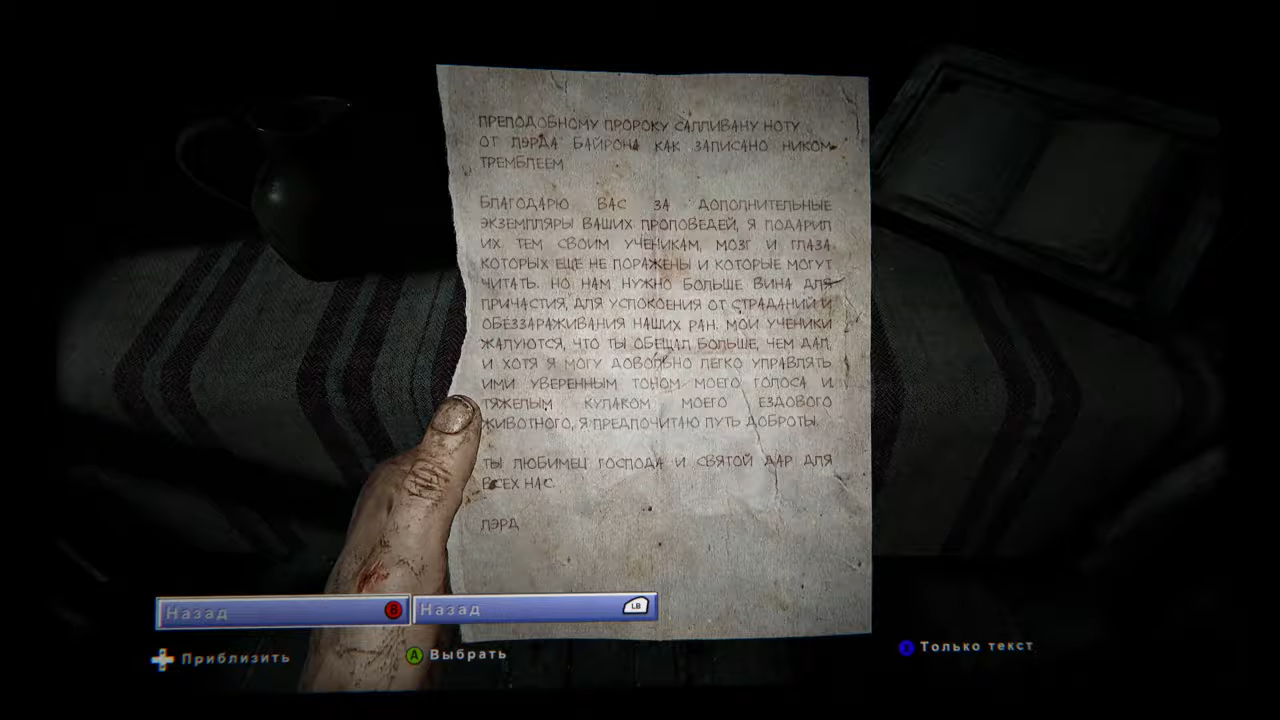 ПРЕПОДОБНОМУ ПРОРОКУ САЛЛИВАНУ НОТУ
ОТ ЛЭРДА БАЙРОНА КАК ЗАПИСАНО НИКОМ
ТРЕМБЛЕЕМ
БЛАГОДАРЮ ВАС ЗА ДОПОЛНИТЕЛЬНЫЕ
ЭКЗЕМПЛЯРЫ ВАШИХ ПРОПОВЕДЕЙ, Я ПОДАРИЛ
ИХ ТЕМ СВОИМ УЧЕНИКАМ, МОЗГ И ГЛАЗА
КОТОРЫХ ЕЩЕ НЕ ПОРАЖЕНЫ И КОТОРЫЕ МОГУТ
ЧИТАТЬ. НО НАМ НУЖНО БОЛЬШЕ ВИНА ДЛЯ
ПРИЧАСТИЯ, ДЛЯ УСПОКОЕНИЯ ОТ СТРАДАНИЙ И
ОБЕЗЗАРАЖИВАНИЯ НАШИХ РАН. МОИ УЧЕНИКИ
ЖАЛУЮТСЯ, ЧТО ТЫ ОБЕЩАЛ БОЛЬШЕ, ЧЕМ ДАЛ,
И ХОТЯ Я МОГУ ДОВОЛЬНО ЛЕГКО УПРАВЛЯТЬ
ИМИ УВЕРЕННЫМ ТОНОМ МОЕГО ГОЛОСА И
ТЯЖЕЛЫМ КУЛАКОМ МОЕГО ЕЗДОВОГО
ЖИВОТНОГО, Я ПРЕДПОЧИТАЮ ПУТЬ ДОБРОТЫ.
ТЫ ЛЮБИМЕЦ ГОСПОДА И СВЯТОЙ ДАР ДЛЯ
ВСЕХ НАС.
ЛЭРД
Назад B Назад LB
Приблизить A Выбрать X Только текст